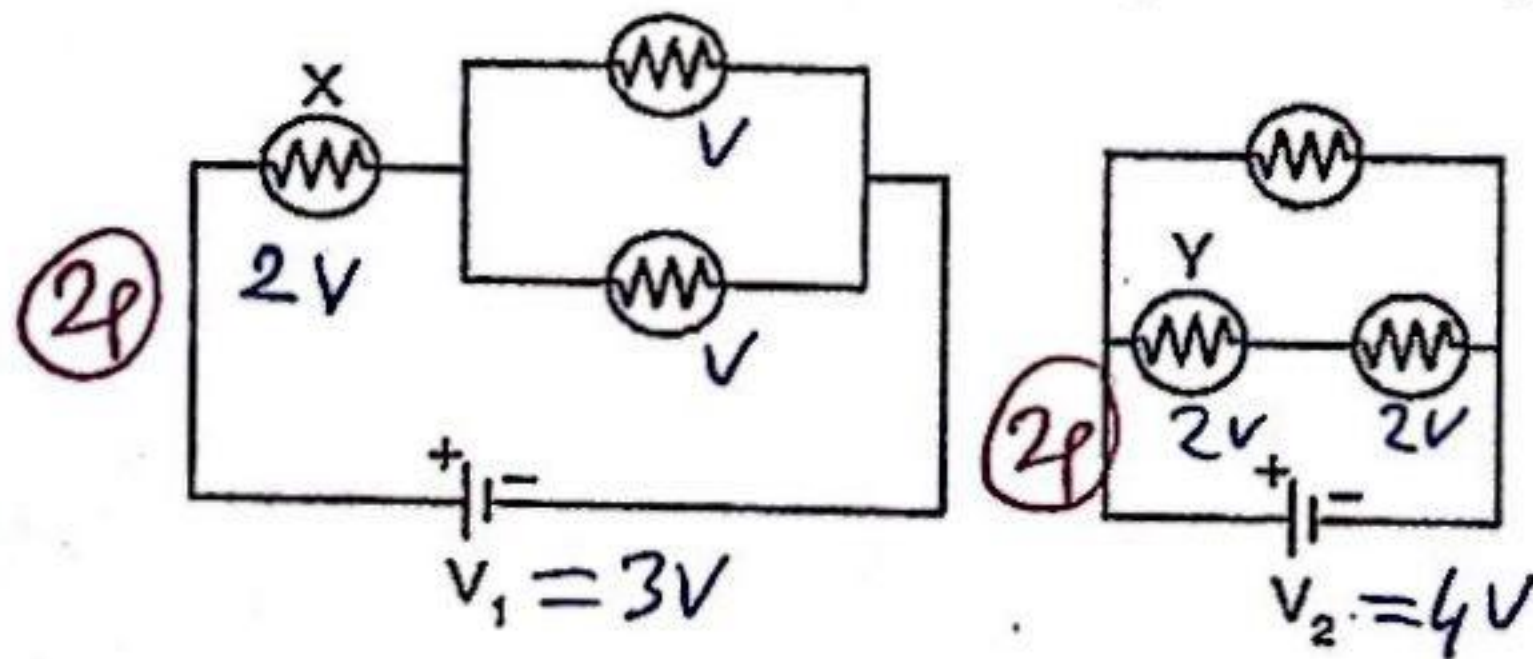 X
V
2P 2V
V
+ -
V₁ = 3V
Y
2P 2V 2V
+ -
V₂ = 4V